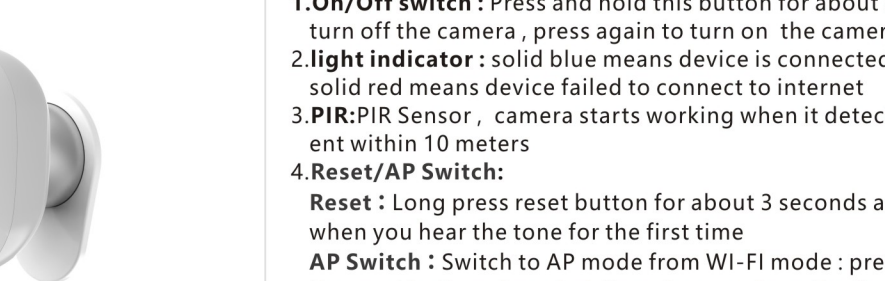 1.On/Off switch : Press and hold this button for about
turn off the camera , press again to turn on the camer
2.light indicator : solid blue means device is connected
solid red means device failed to connect to internet
3.PIR:PIR Sensor , camera starts working when it detec
ent within 10 meters
4.Reset/AP Switch:
Reset : Long press reset button for about 3 seconds a
when you hear the tone for the first time
AP Switch : Switch to AP mode from WI-FI mode : pre